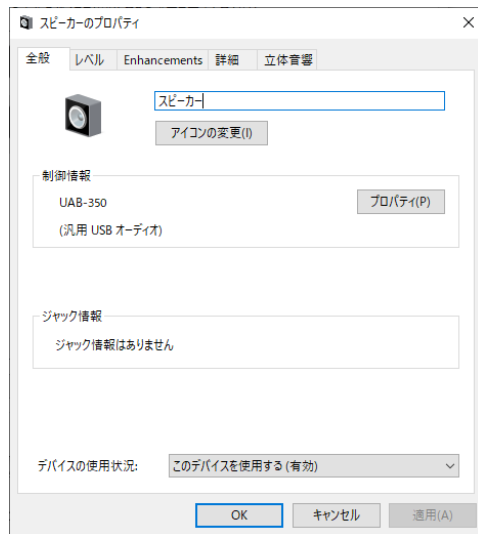 スピーカーのプロパティ
全般 レベル Enhancements 詳細 立体音響
スピーカー
アイコンの変更(I)
制御情報
UAB-350 プロパティ(P)
(汎用 USB オーディオ)
ジャック情報
ジャック情報はありません
デバイスの使用状況: このデバイスを使用する (有効)
OK キャンセル 適用(A)